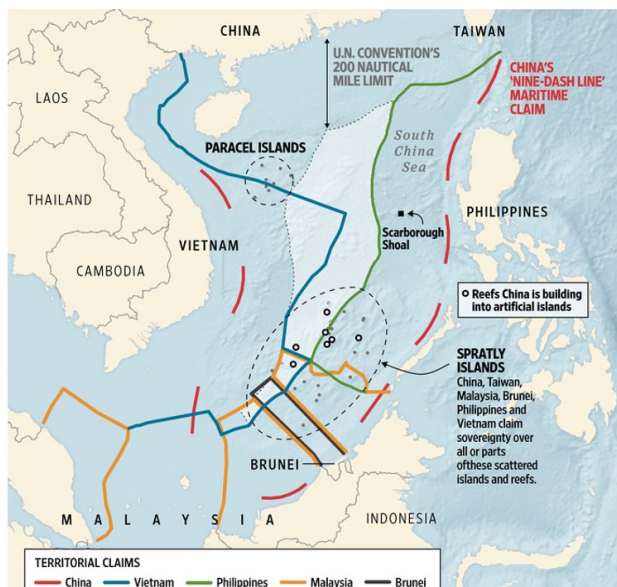 CHINA
TAIWAN
U.N. CONVENTION'S
200 NAUTICAL
MILE LIMIT
CHINA'S
'NINE-DASH LINE'
MARITIME
CLAIM
LAOS
PARACEL ISLANDS
South
China
Sea
THAILAND
PHILIPPINES
Scarborough
Shoal
VIETNAM
CAMBODIA
Reefs China is building
into artificial islands
SPRATLY
ISLANDS
China, Taiwan,
Malaysia, Brunei,
Philippines and
Vietnam claim
sovereignty over
all or parts
ofthese scattered
islands and reefs.
BRUNEI
MALAYSIA
INDONESIA
TERRITORIAL CLAIMS
China Vietnam Philippines Malaysia Brunei